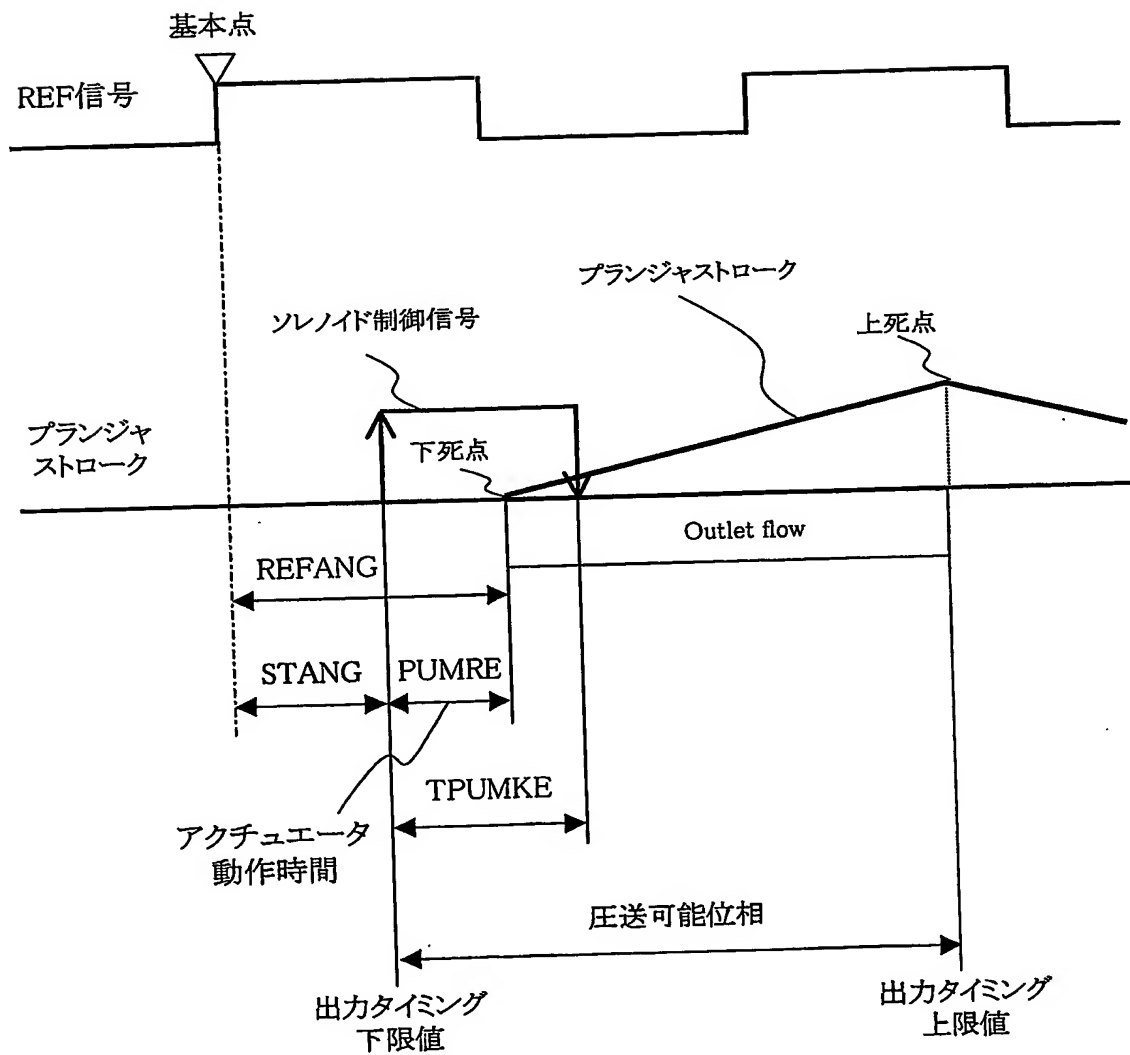 基本点
REF信号
プランジャストローク
ソレノイド制御信号
上死点
プランジャ
ストローク
下死点
Outlet flow
REFANG
STANG
PUMRE
TPUMKE
アクチュエータ
動作時間
圧送可能位相
出力タイミング
下限値
出力タイミング
上限値